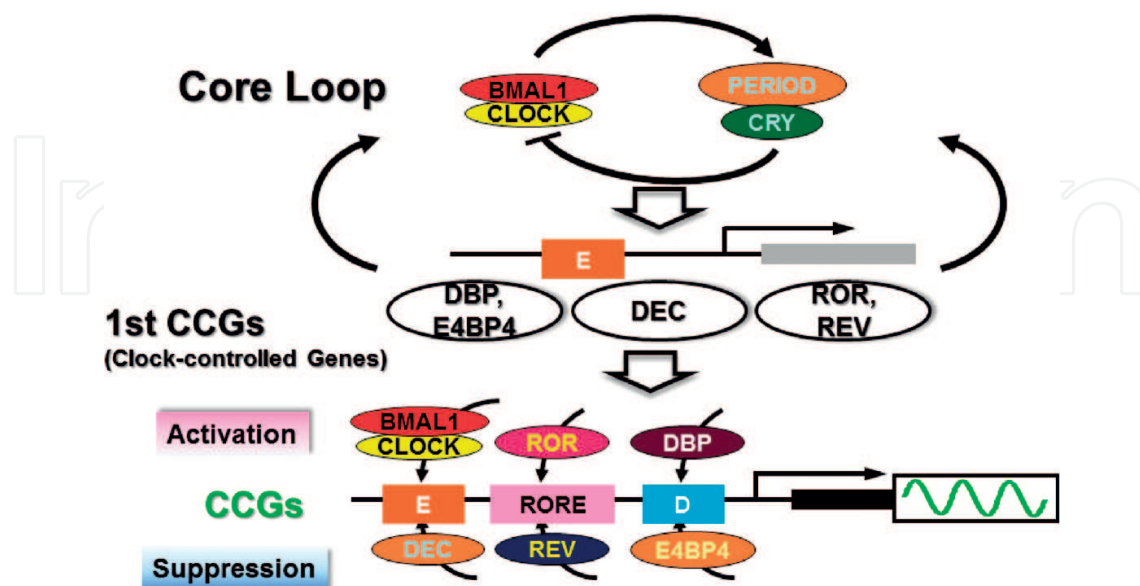 Core Loop
BMAL1
CLOCK
PERIOD
CRY
E
DBP,
E4BP4
DEC
ROR,
REV
1st CCGs
(Clock-controlled Genes)
Activation
BMAL1
CLOCK
ROR
DBP
CCGs
E
RORE
D
Suppression
DEC
REV
E4BP4